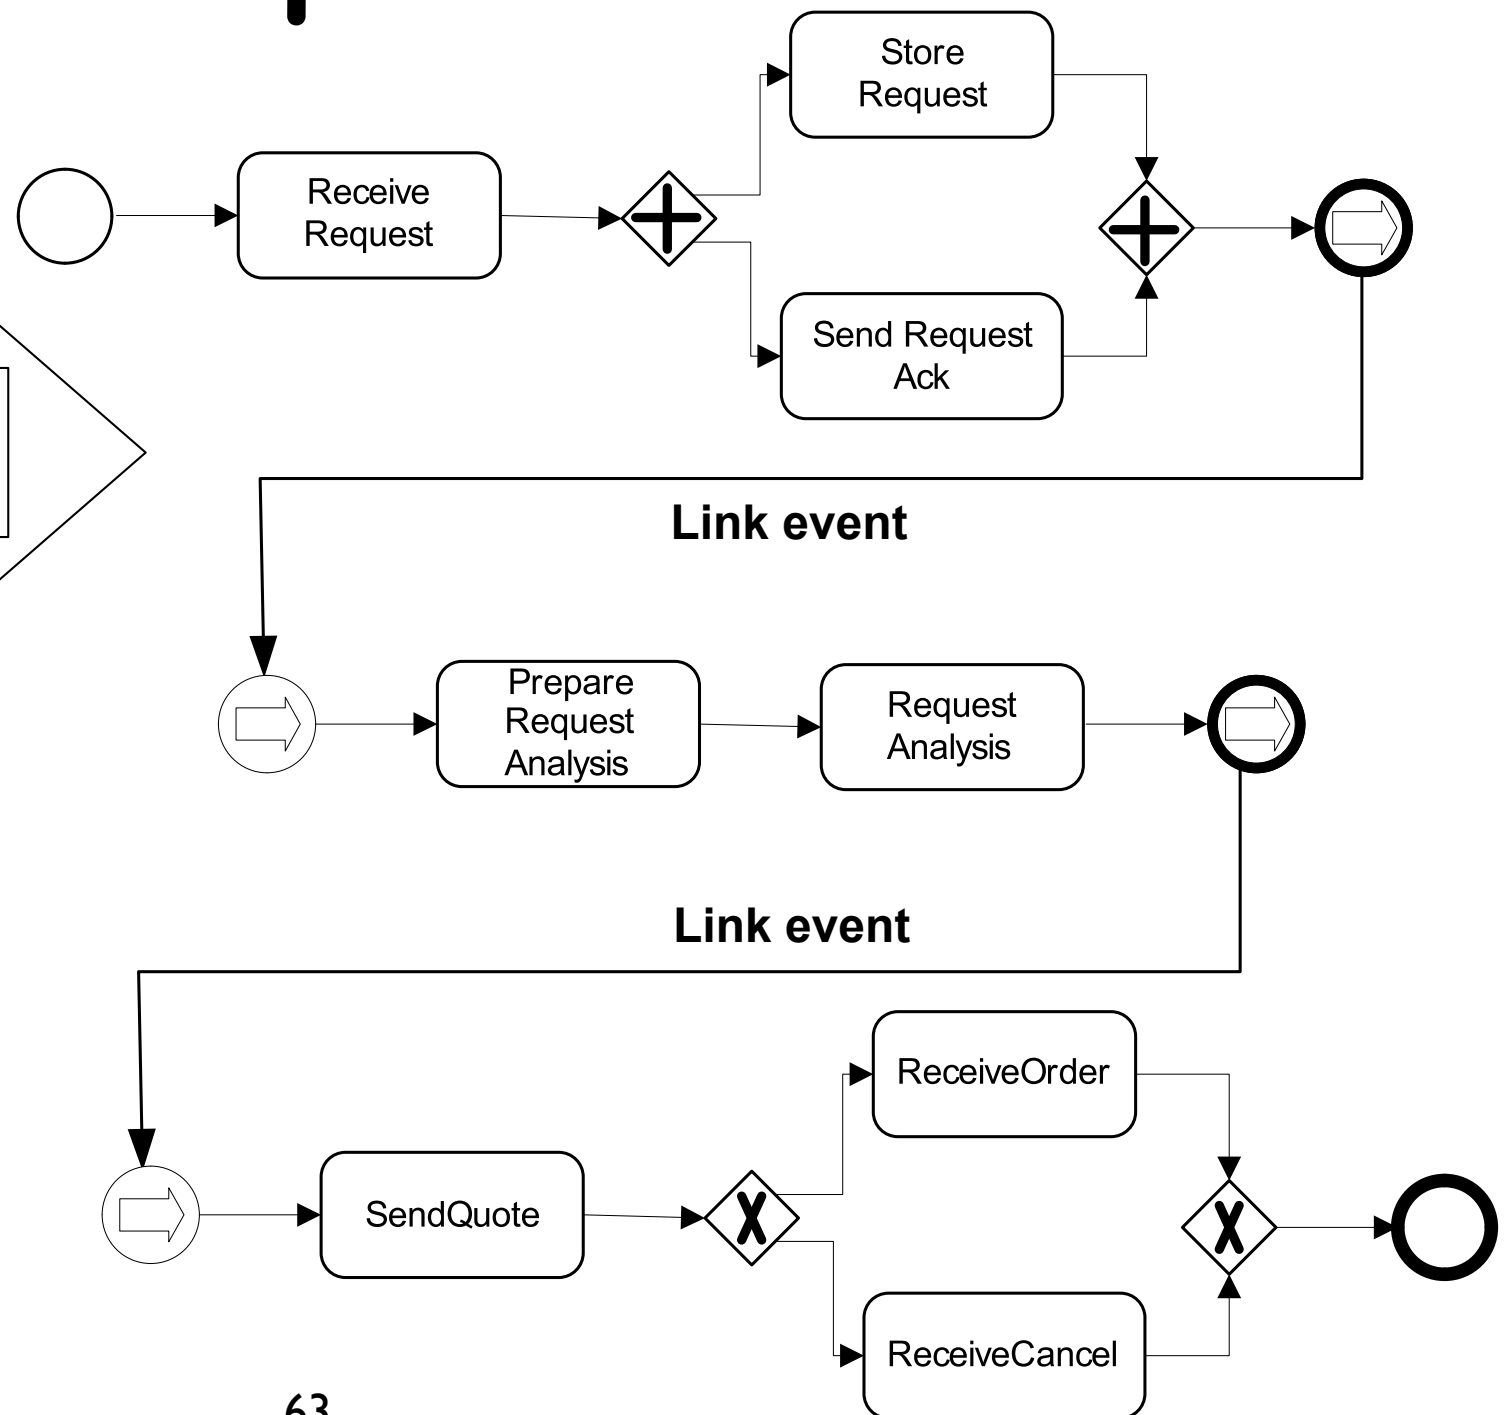 Store
Request
Receive
Request
Send Request
Ack
Link event
Prepare
Request
Analysis
Request
Analysis
Link event
ReceiveOrder
SendQuote
ReceiveCancel
63